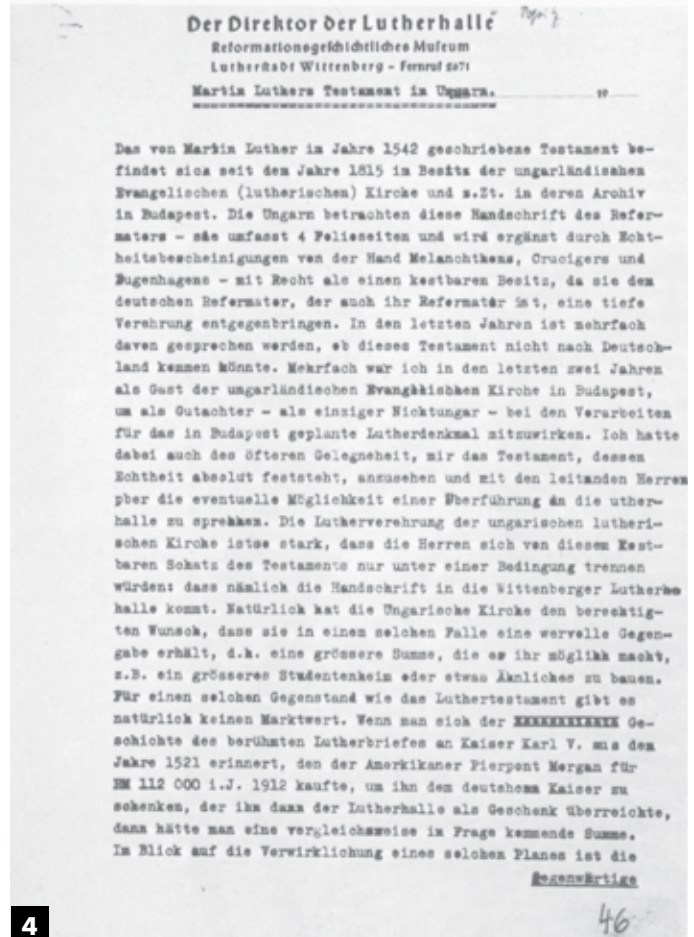 Der Direktor der Lutherhalle
Reformationsgeschichtliches Museum
Lutherstadt Wittenberg - Fernruf 2671
Martin Luthers Testament in Ungarn. 19
Das von Martin Luther im Jahre 1542 geschriebene Testament be-
findet sich seit dem Jahre 1815 im Besitz der ungarländischen
Evangelischen (lutherischen) Kirche und z.Zt. in deren Archiv
in Budapest. Die Ungarn betrachten diese Handschrift des Refor-
maters - sie umfasst 4 Folioseiten und wird ergänzt durch Echt-
heitsbescheinigungen von der Hand Melanchthons, Crucigers und
Bugenhagens - mit Recht als einen kostbaren Besitz, da sie dem
deutschen Reformator, der auch ihr Reformator ist, eine tiefe
Verehrung entgegenbringen. In den letzten Jahren ist mehrfach
davon gesprochen worden, ob dieses Testament nicht nach Deutsch-
land kommen könnte. Mehrfach war ich in den letzten zwei Jahren
als Gast der ungarländischen Kirche in Budapest,
um als Gutachter - als einziger Nichtungar - bei den Vorarbeiten
für das in Budapest geplante Lutherdenkmal mitzuwirken. Ich hatte
dabei auch des öfteren Gelegneheit, mir das Testament, dessen
Echtheit absolut feststeht, anzusehen und mit den leitanden Herren
pber die eventuelle Möglichkeit einer Überführung in die uther-
halle zu sprehhen. Die Lutherverehrung der ungarischen lutheri-
schen Kirche istso stark, dass die Herren sich von diesem Kost-
baren Schatz des Testaments nur unter einer Bedingung trennen
würden: dass nämlich die Handschrift in die Wittenberger
halle kommt. Natürlich hat die Ungarische Kirche den berechtig-
ten Wunsch, dass sie in einem solchen Falle eine wervolle Gegen-
gabe erhält, d.h. eine grössere Summe, die es ihr möglihh macht,
z.B. ein grösseres Studentenheim oder etwas Ähnliches zu bauen.
Für einen solchen Gegenstand wie das Luthertestament gibt es
natürlich keinen Marktwert. Wenn man sich der Ge-
schichte des berühmten Lutherbriefes an Kaiser Karl V. aus dem
Jahre 1521 erinnert, den der Amerkikaner Pierpont Morgan für
RM 112 000 i.J. 1912 kaufte, um ihn dem deutshcen Kaiser zu
schenken, der ihn dann der Lutherhalle als Geschenk überreichte,
dann hätte man eine vergleichsweise in Frage kommende Summe.
Im Blick auf die Verwirklichung eines solchen Planes ist die
gegenwärtige
46
4